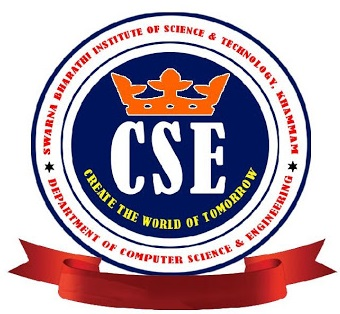 SWARNA BHARATHI INSTITUTE OF SCIENCE & TECHNOLOGY, KHAMMAM
CSE
CREATE THE WORLD OF TOMORROW
DEPARTMENT OF COMPUTER SCIENCE & ENGINEERING